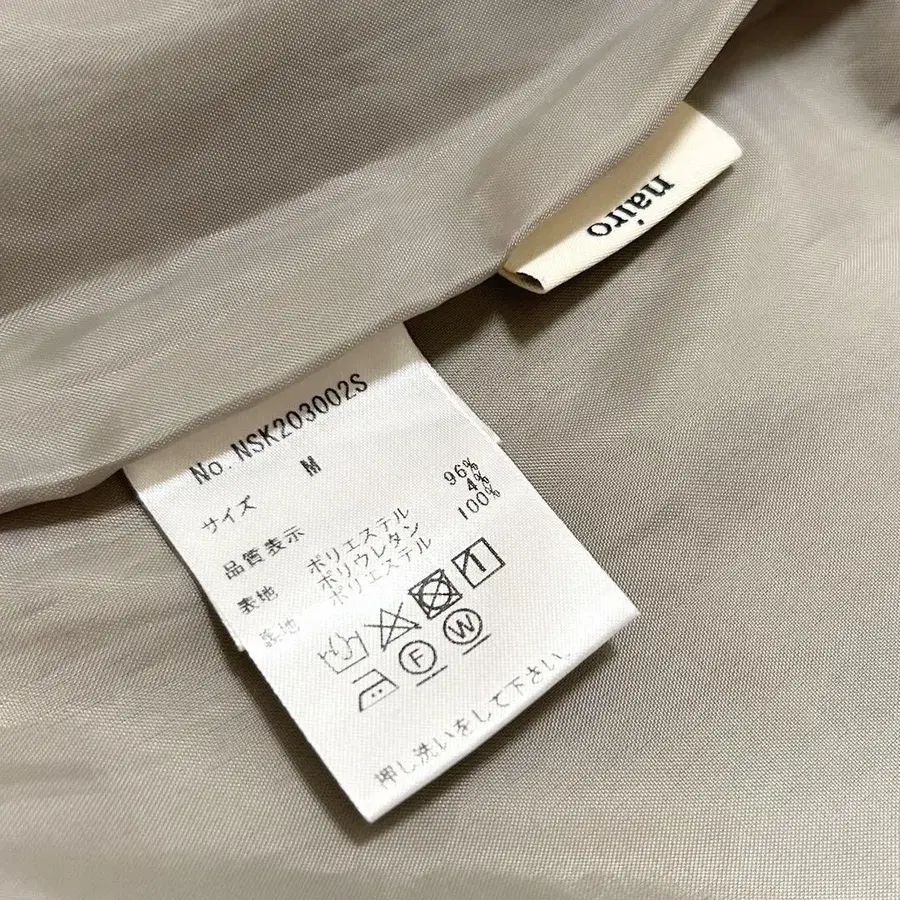 nairo
No. NSK203002S
サイズ M
品質表示
表地 ポリエステル 96%
ポリウレタン 4%
裏地 ポリエステル 100%
F W
押し洗いをして下さい。